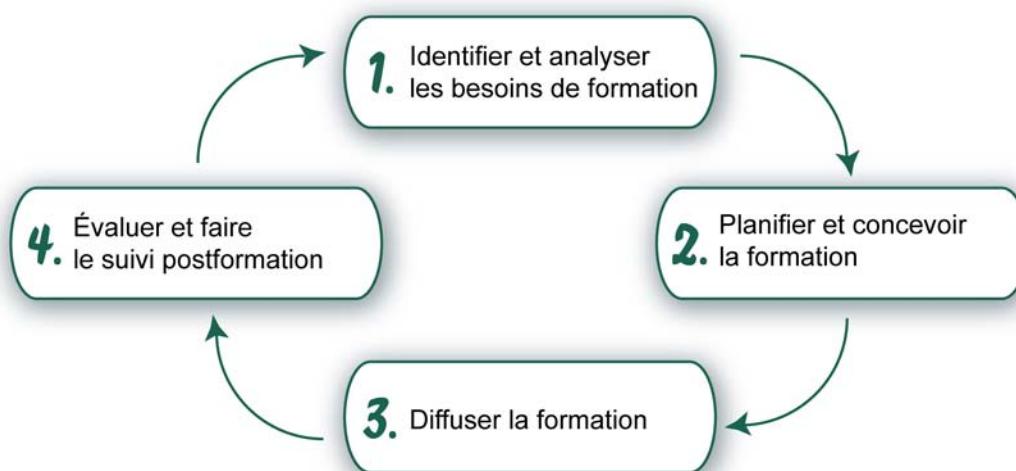 1. Identifier et analyser
les besoins de formation
2. Planifier et concevoir
la formation
3. Diffuser la formation
4. Évaluer et faire
le suivi postformation